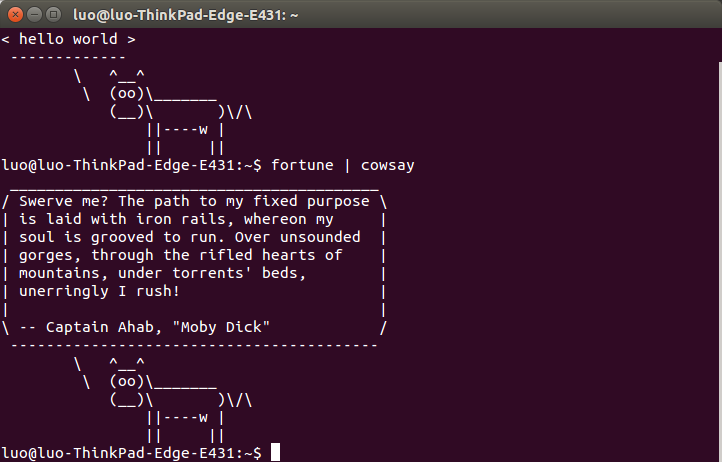 luo@luo-ThinkPad-Edge-E431: ~
< hello world >
 -------------
        \   ^__^
         \  (oo)\_______
            (__)\       )\/\
                ||----w |
                ||     ||
luo@luo-ThinkPad-Edge-E431:~$ fortune | cowsay
 _________________________________________
/ Swerve me? The path to my fixed purpose \
| is laid with iron rails, whereon my     |
| soul is grooved to run. Over unsounded  |
| gorges, through the rifled hearts of    |
| mountains, under torrents' beds,        |
| unerringly I rush!                      |
|                                         |
\ -- Captain Ahab, "Moby Dick"            /
 -----------------------------------------
        \   ^__^
         \  (oo)\_______
            (__)\       )\/\
                ||----w |
                ||     ||
luo@luo-ThinkPad-Edge-E431:~$